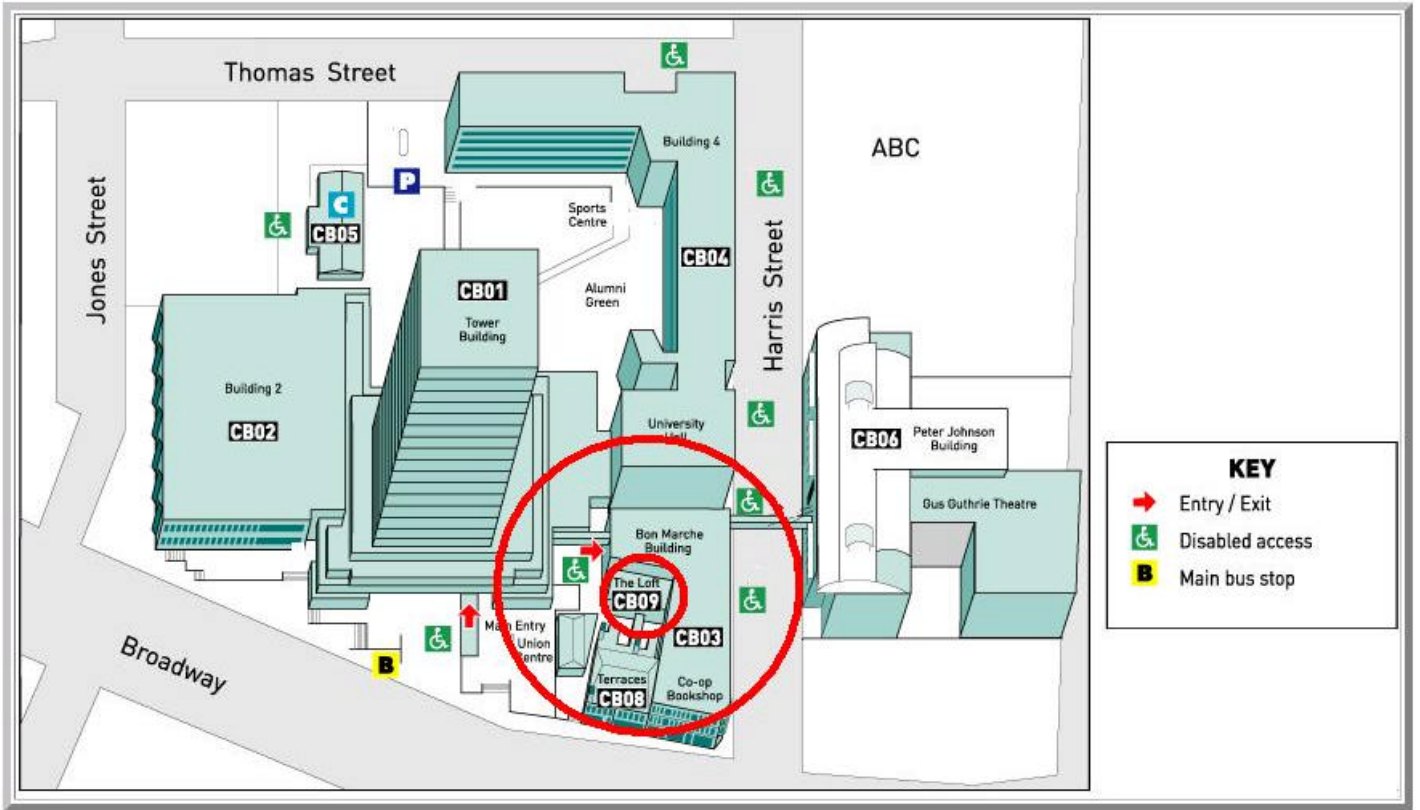 Thomas Street
Jones Street
Building 4
ABC
P
C
CB05
Sports
Centre
CB04
Harris Street
CB01
Tower
Building
Alumni
Green
Building 2
CB02
University
Hall
CB06
Peter Johnson
Building
Gus Guthrie Theatre
Bon Marche
Building
The Loft
CB09
Main Entry
Union
Centre
CB03
Terraces
CB08
Co-op
Bookshop
B
Broadway
KEY
Entry / Exit
Disabled access
B
Main bus stop